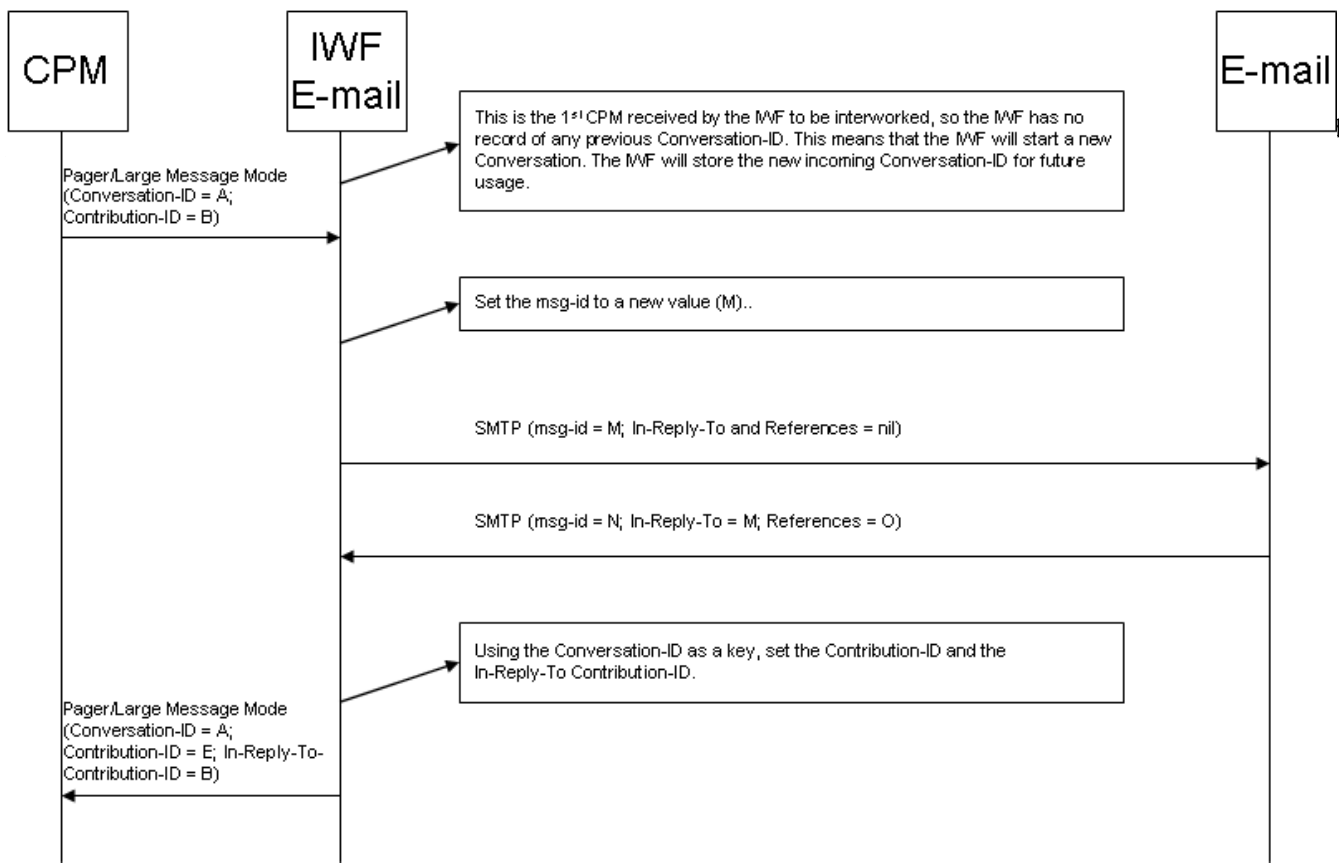 CPM
IWF
E-mail
E-mail
This is the 1st CPM received by the IWF to be interworked, so the IWF has no
record of any previous Conversation-ID. This means that the IWF will start a new
Conversation. The IWF will store the new incoming Conversation-ID for future
usage.
Pager/Large Message Mode
(Conversation-ID = A;
Contribution-ID = B)
Set the msg-id to a new value (M)..
SMTP (msg-id = M; In-Reply-To and References = nil)
SMTP (msg-id = N; In-Reply-To = M; References = O)
Using the Conversation-ID as a key, set the Contribution-ID and the
In-Reply-To Contribution-ID.
Pager/Large Message Mode
(Conversation-ID = A;
Contribution-ID = E; In-Reply-To-
Contribution-ID = B)